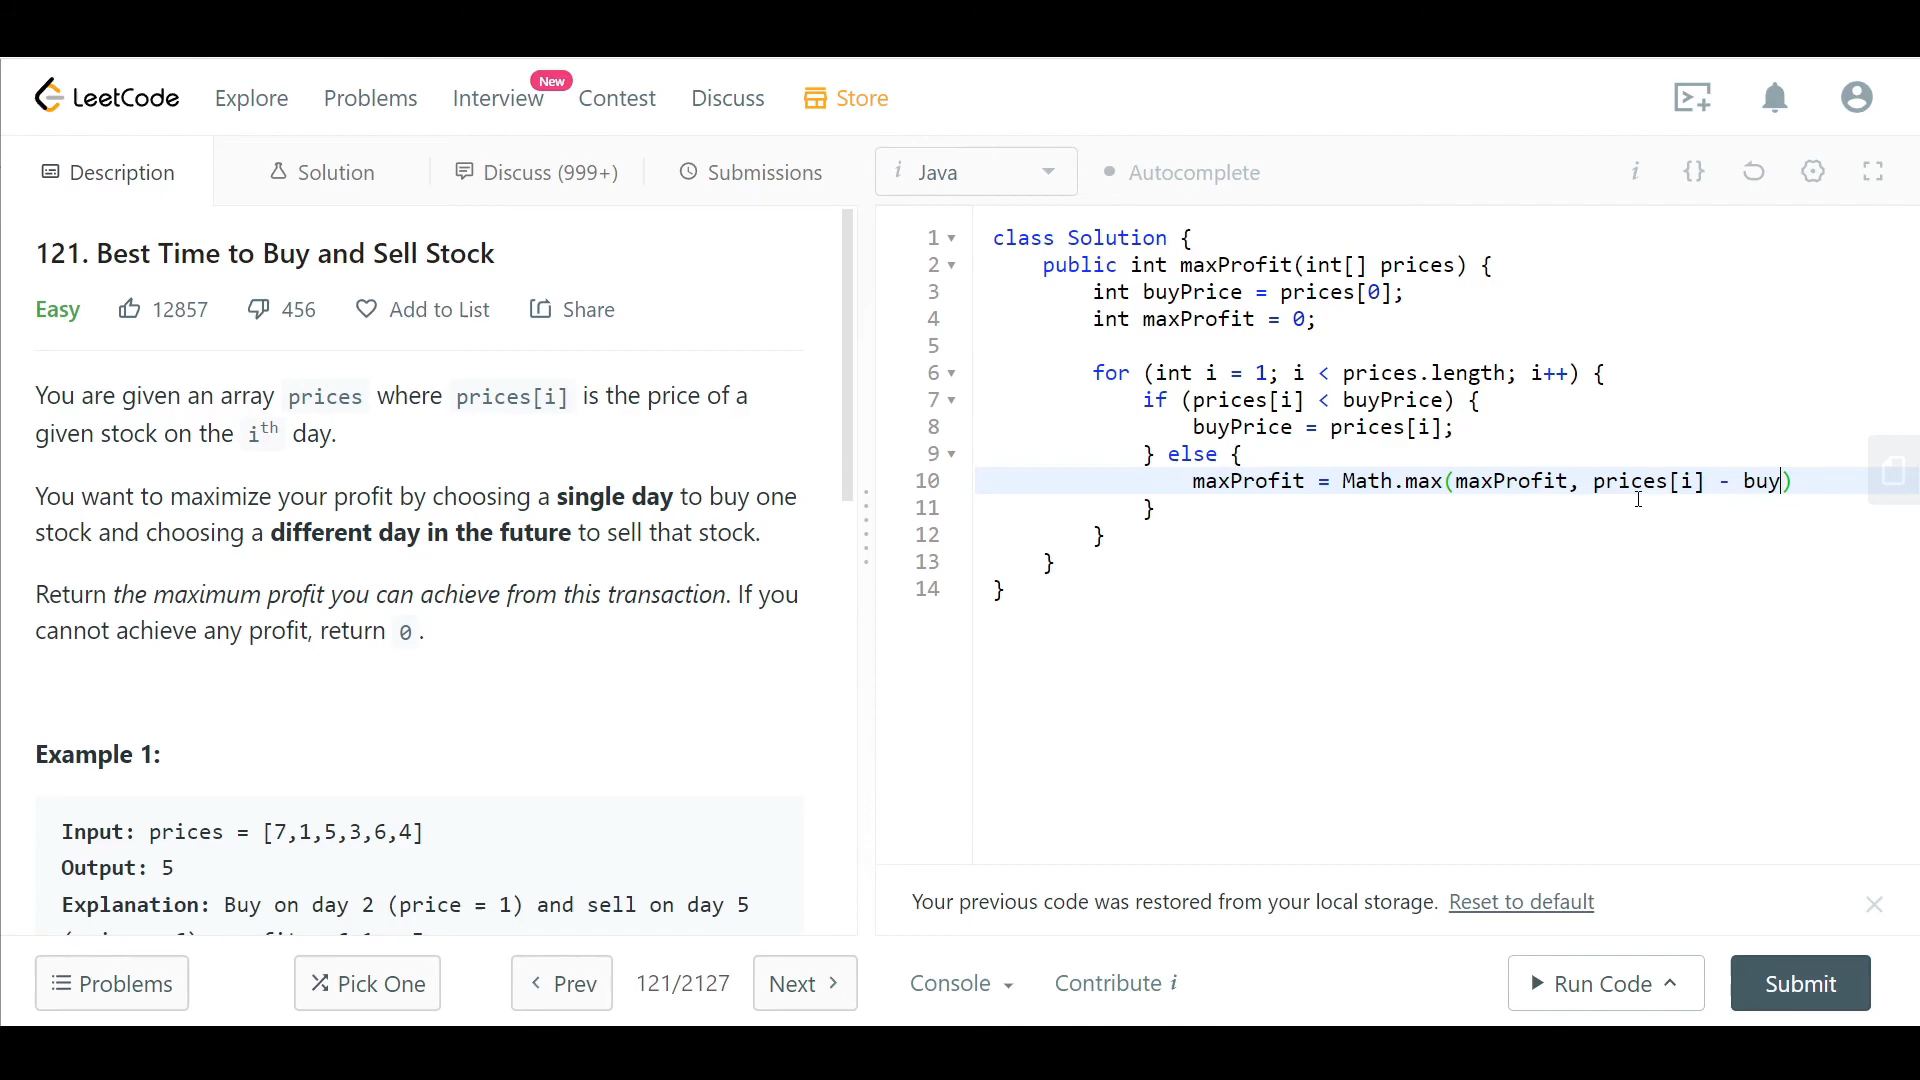 LeetCode Explore Problems Interview New Contest Discuss Store
Description Solution Discuss (999+) Submissions
121. Best Time to Buy and Sell Stock
Easy 12857 456 Add to List Share
You are given an array prices where prices[i] is the price of a
given stock on the ith day.
You want to maximize your profit by choosing a single day to buy one
stock and choosing a different day in the future to sell that stock.
Return the maximum profit you can achieve from this transaction. If you
cannot achieve any profit, return 0.
Example 1:
Input: prices = [7,1,5,3,6,4]
Output: 5
Explanation: Buy on day 2 (price = 1) and sell on day 5
Problems Pick One Prev 121/2127 Next
i Java Autocomplete i {}
1 class Solution {
2 public int maxProfit(int[] prices) {
3 int buyPrice = prices[0];
4 int maxProfit = 0;
5
6 for (int i = 1; i < prices.length; i++) {
7 if (prices[i] < buyPrice) {
8 buyPrice = prices[i];
9 } else {
10 maxProfit = Math.max(maxProfit, prices[i] - buy)
11 }
12 }
13 }
14 }
Your previous code was restored from your local storage. Reset to default
Console Contribute i Run Code Submit